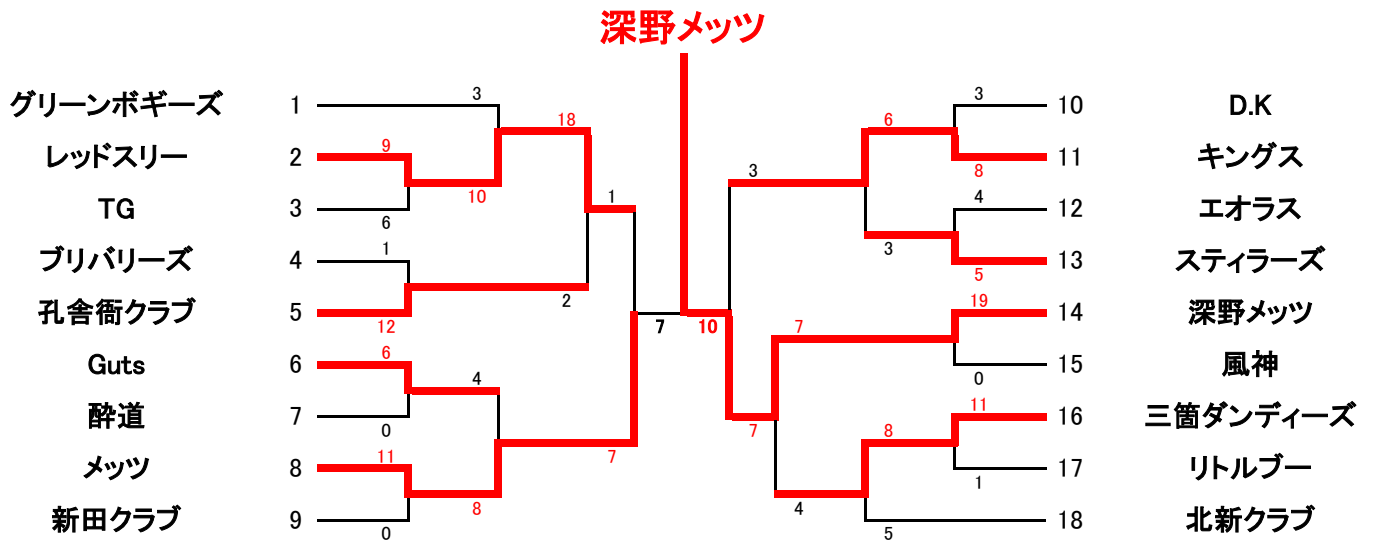 深野メッツ
グリーンボギーズ 1 3 3 10 D.K
18 6
レッドスリー 2 9 8 11 キングス
10 3
TG 3 6 1 4 12 エオラス
ブリバリーズ 4 1 3 5 13 スティラーズ
2
孔舎衙クラブ 5 12 7 10 7 19 14 深野メッツ
Guts 6 6 4 0 15 風神
酔道 7 0 7 11 16 三箇ダンディーズ
8
メッツ 8 11 7 1 17 リトルブー
8 4
新田クラブ 9 0 5 18 北新クラブ